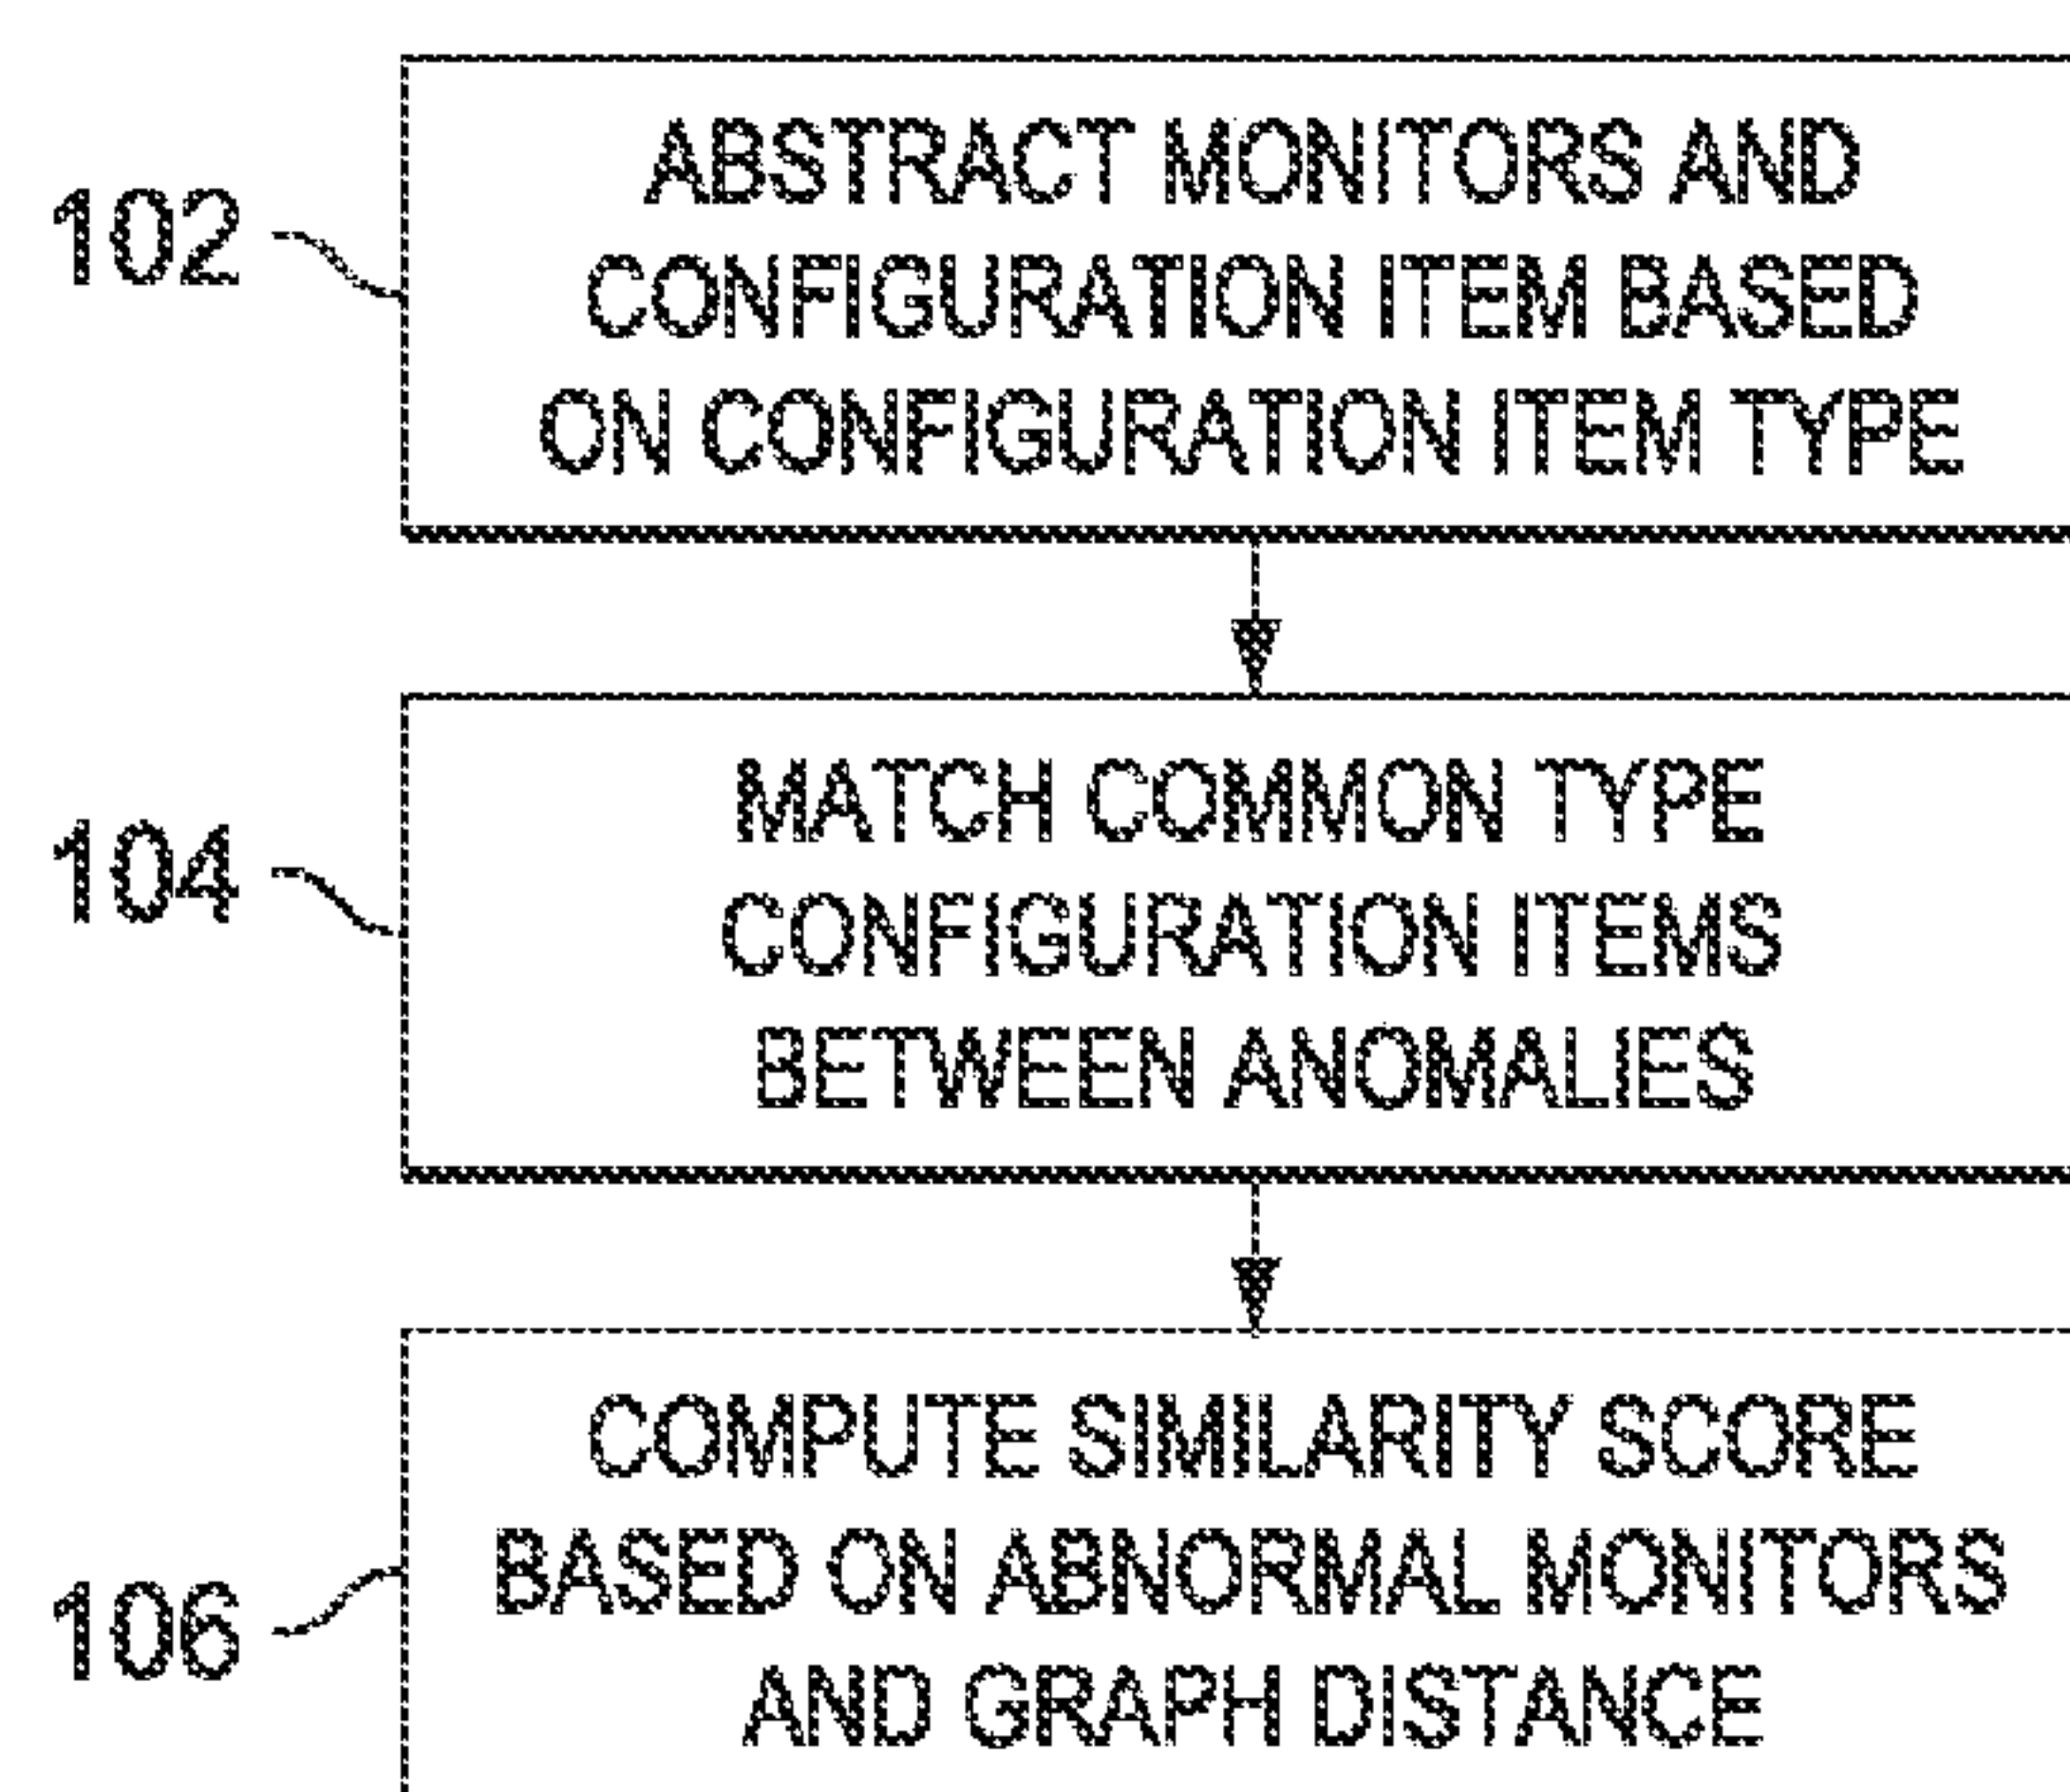 102
ABSTRACT MONITORS AND
CONFIGURATION ITEM BASED
ON CONFIGURATION ITEM TYPE
104
MATCH COMMON TYPE
CONFIGURATION ITEMS
BETWEEN ANOMALIES
106
COMPUTE SIMILARITY SCORE
BASED ON ABNORMAL MONITORS
AND GRAPH DISTANCE